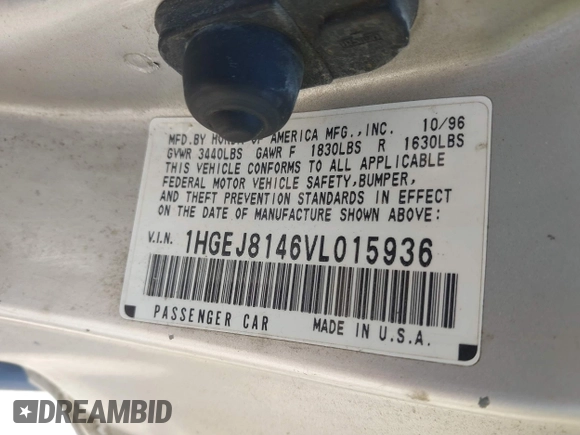 MFD.BY HONDA OF AMERICA MFG.,INC. 10/96
GVWR 3440LBS GAWR F 1830LBS R 1630LBS
THIS VEHICLE CONFORMS TO ALL APPLICABLE
FEDERAL MOTOR VEHICLE SAFETY,BUMPER,
AND THEFT PREVENTION STANDARDS IN EFFECT
ON THE DATE OF MANUFACTURE SHOWN ABOVE:
V.I.N. 1HGEJ8146VL015936
PASSENGER CAR MADE IN U.S.A.
DREAMBID